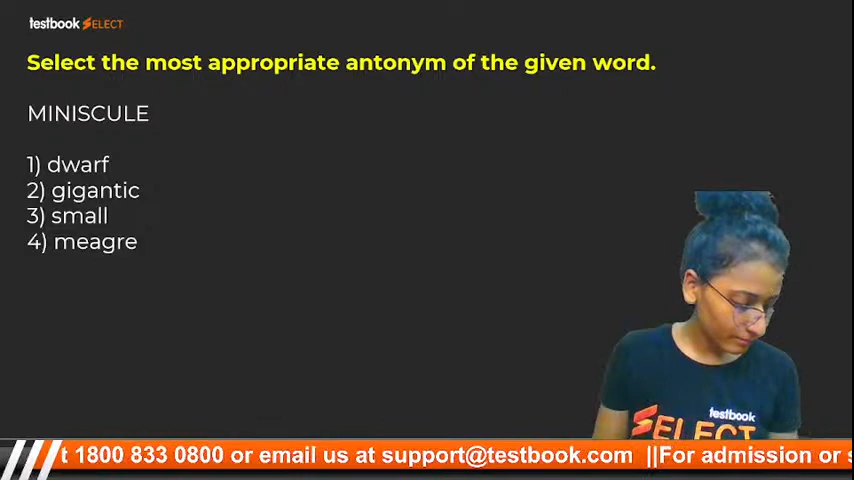 testbook SELECT
Select the most appropriate antonym of the given word.
MINISCULE
1) dwarf
2) gigantic
3) small
4) meagre
testbook
SELECT
t 1800 833 0800 or email us at support@testbook.com ||For admission or s